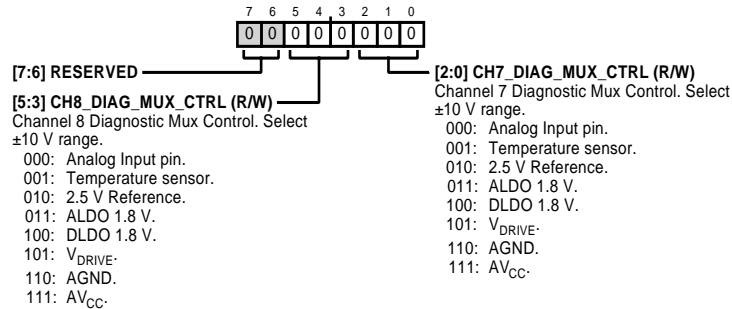 7 6 5 4 3 2 1 0
0 0 0 0 0 0 0 0
[7:6] RESERVED
[5:3] CH8_DIAG_MUX_CTRL (R/W)
Channel 8 Diagnostic Mux Control. Select
±10 V range.
000: Analog Input pin.
001: Temperature sensor.
010: 2.5 V Reference.
011: ALDO 1.8 V.
100: DLDO 1.8 V.
101: VDRIVE.
110: AGND.
111: AVCC.
[2:0] CH7_DIAG_MUX_CTRL (R/W)
Channel 7 Diagnostic Mux Control. Select
±10 V range.
000: Analog Input pin.
001: Temperature sensor.
010: 2.5 V Reference.
011: ALDO 1.8 V.
100: DLDO 1.8 V.
101: VDRIVE.
110: AGND.
111: AVCC.